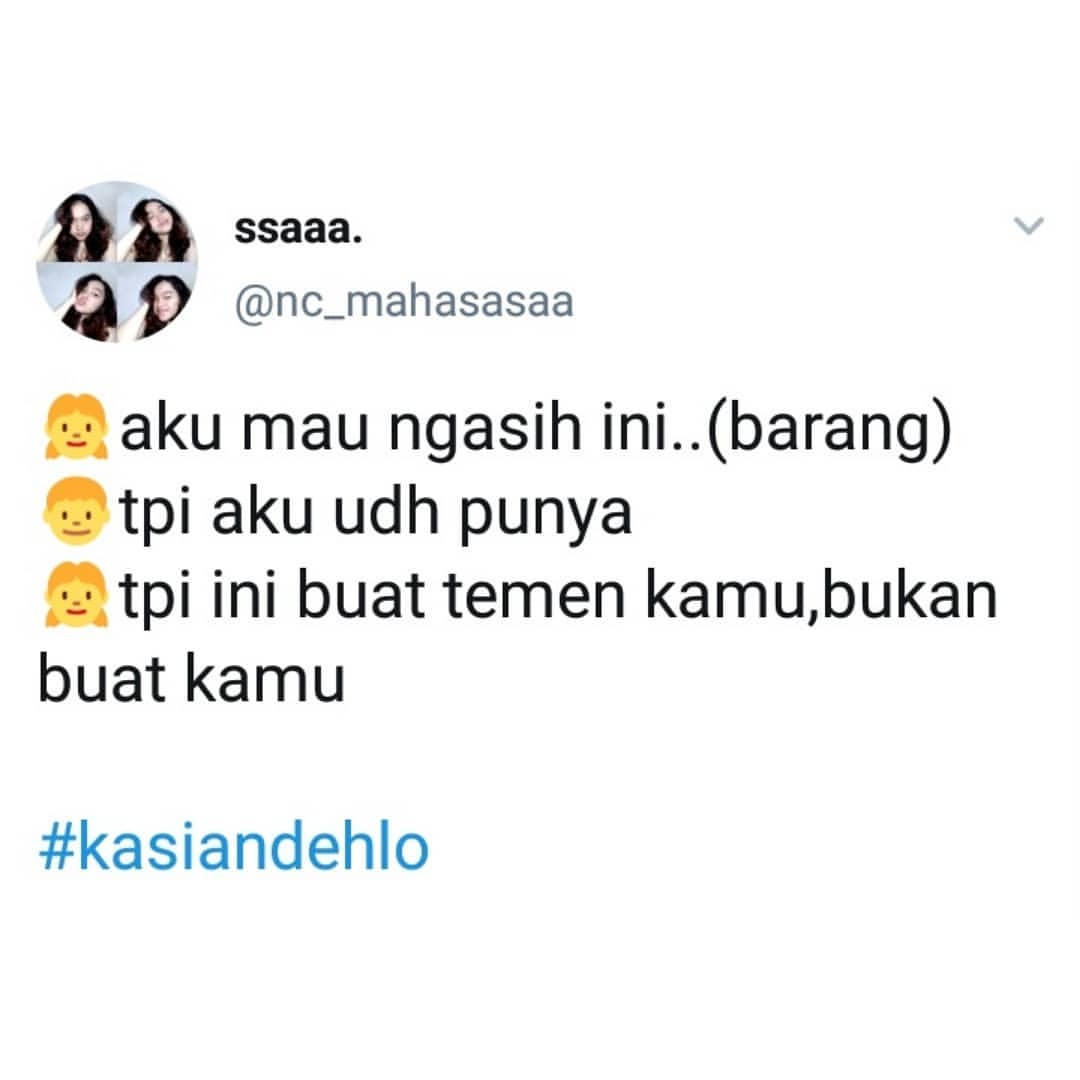 ssaaa.
@nc_mahasasaa
👧aku mau ngasih ini..(barang)
👦tpi aku udh punya
👧tpi ini buat temen kamu,bukan
buat kamu
#kasiandehlo